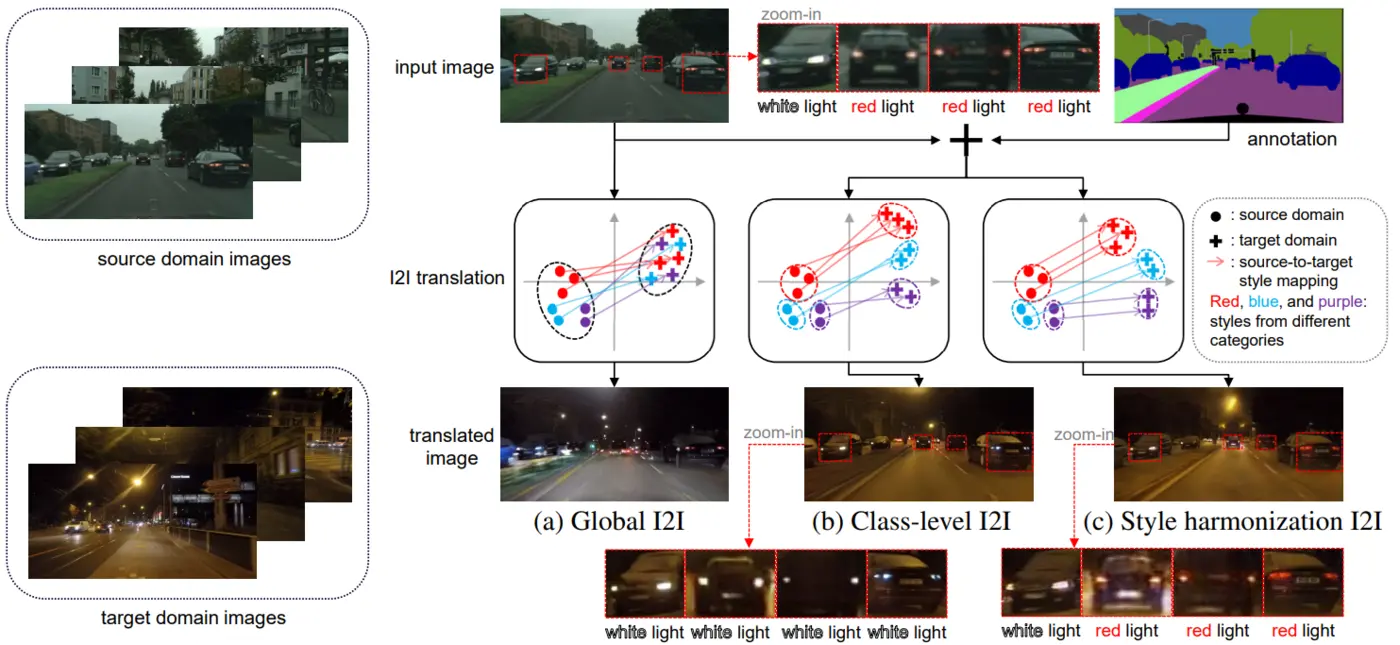 source domain images
target domain images
input image
zoom-in
white light
red light
red light
red light
annotation
I2I translation
: source domain
: target domain
: source-to-target
style mapping
Red, blue, and purple:
styles from different
categories
translated
image
zoom-in
zoom-in
(a) Global I2I
(b) Class-level I2I
(c) Style harmonization I2I
white light
white light
white light
white light
white light
red light
red light
red light